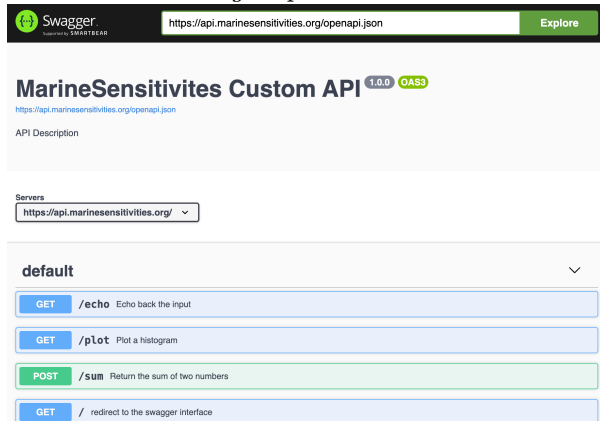 Swagger.
Supported by SMARTBEAR
https://api.marinesensitivities.org/openapi.json
Explore
MarineSensitivites Custom API 1.0.0 OAS3
https://api.marinesensitivities.org/openapi.json
API Description
Servers
https://api.marinesensitivities.org/
default
GET /echo Echo back the input
GET /plot Plot a histogram
POST /sum Return the sum of two numbers
GET / redirect to the swagger interface